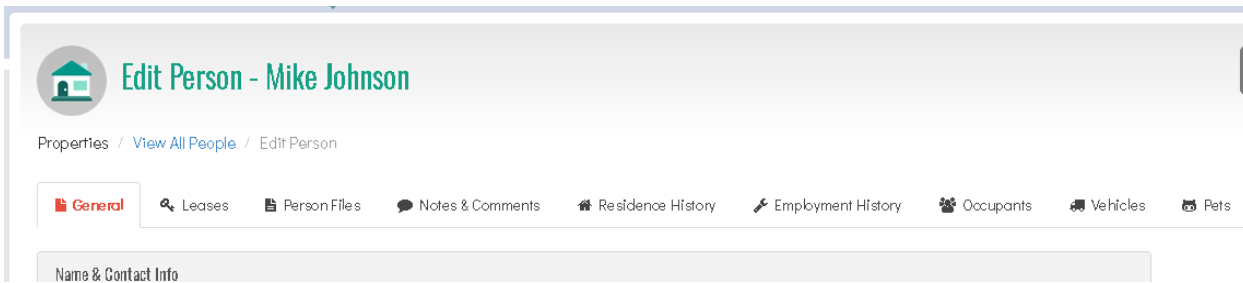 Edit Person - Mike Johnson
Properties / View All People / Edit Person
General Leases Person Files Notes & Comments Residence History Employment History Occupants Vehicles Pets
Name & Contact Info